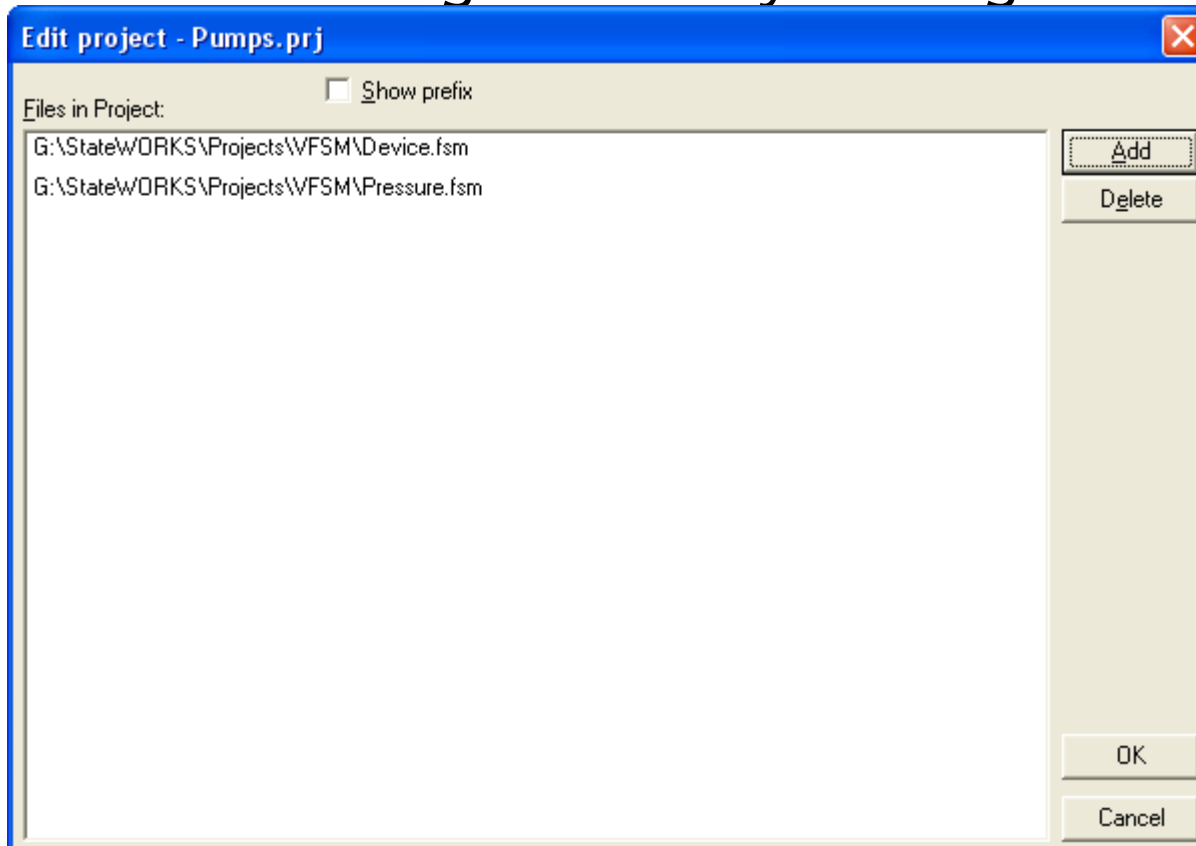 Edit project - Pumps.prj
Show prefix
Files in Project:
G:\StateWORKS\Projects\VFSM\Device.fsm
G:\StateWORKS\Projects\VFSM\Pressure.fsm
Add
Delete
OK
Cancel